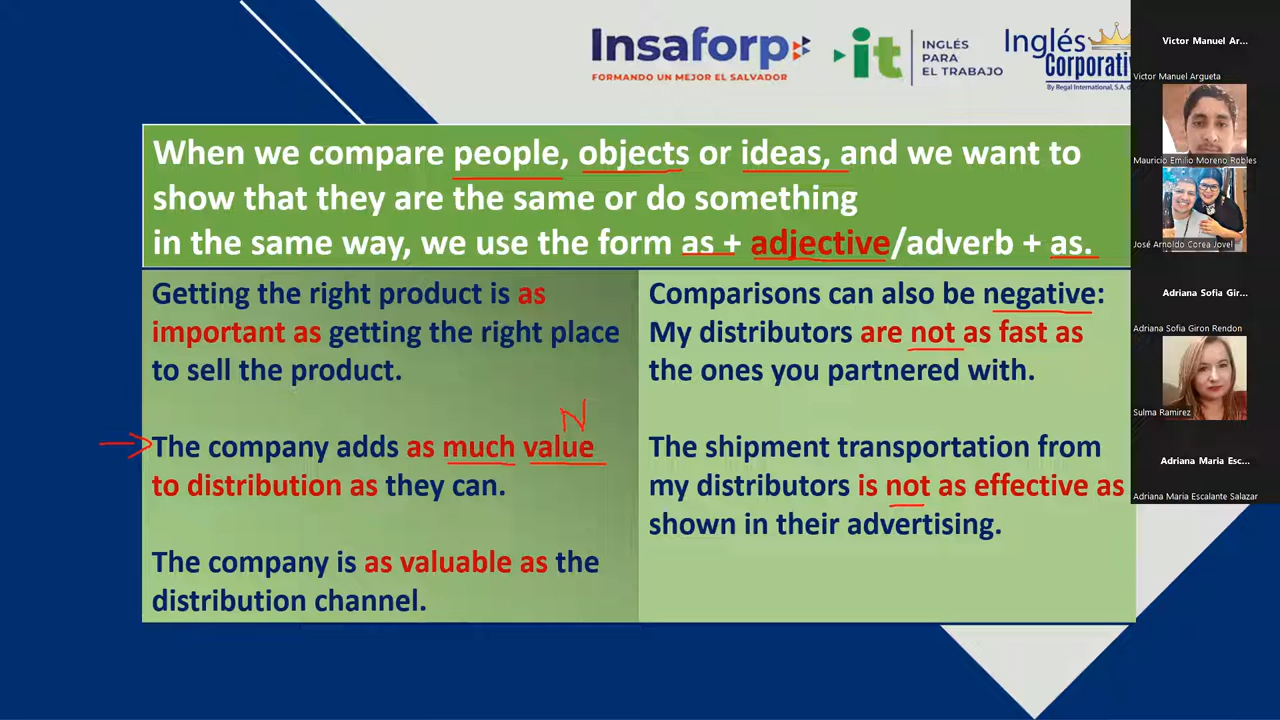 Insaforp
FORMANDO UN MEJOR EL SALVADOR
it
INGLÉS
PARA
EL TRABAJO
Inglés
Corporativ
By Regal International, S.A. d
When we compare people, objects or ideas, and we want to
show that they are the same or do something
in the same way, we use the form as + adjective/adverb + as.
Getting the right product is as
important as getting the right place
to sell the product.
N
The company adds as much value
to distribution as they can.
The company is as valuable as the
distribution channel.
Comparisons can also be negative:
My distributors are not as fast as
the ones you partnered with.
The shipment transportation from
my distributors is not as effective as
shown in their advertising.
Victor Manuel Ar...
Victor Manuel Argueta
Mauricio Emilio Moreno Robles
José Arnoldo Corea Jovel
Adriana Sofia Gir...
Adriana Sofia Giron Rendon
Sulma Ramirez
Adriana Maria Esc...
Adriana Maria Escalante Salazar